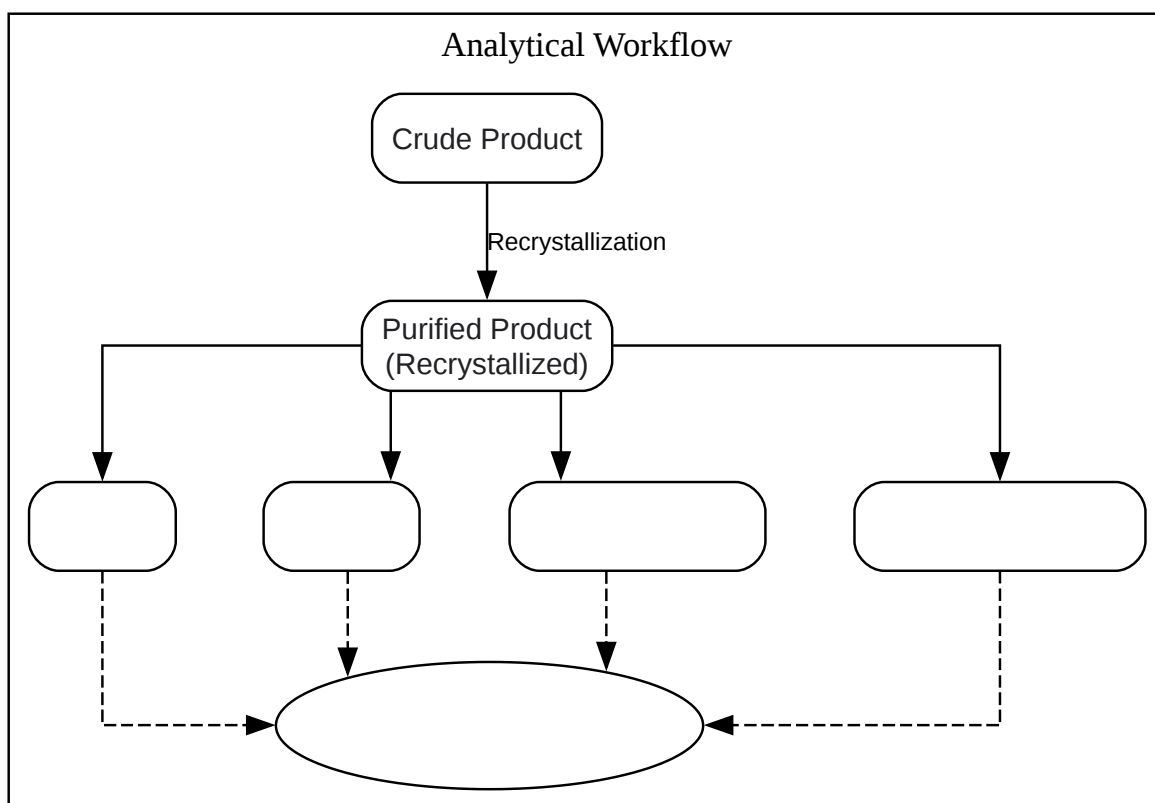 Analytical Workflow
Crude Product
Recrystallization
Purified Product
(Recrystallized)